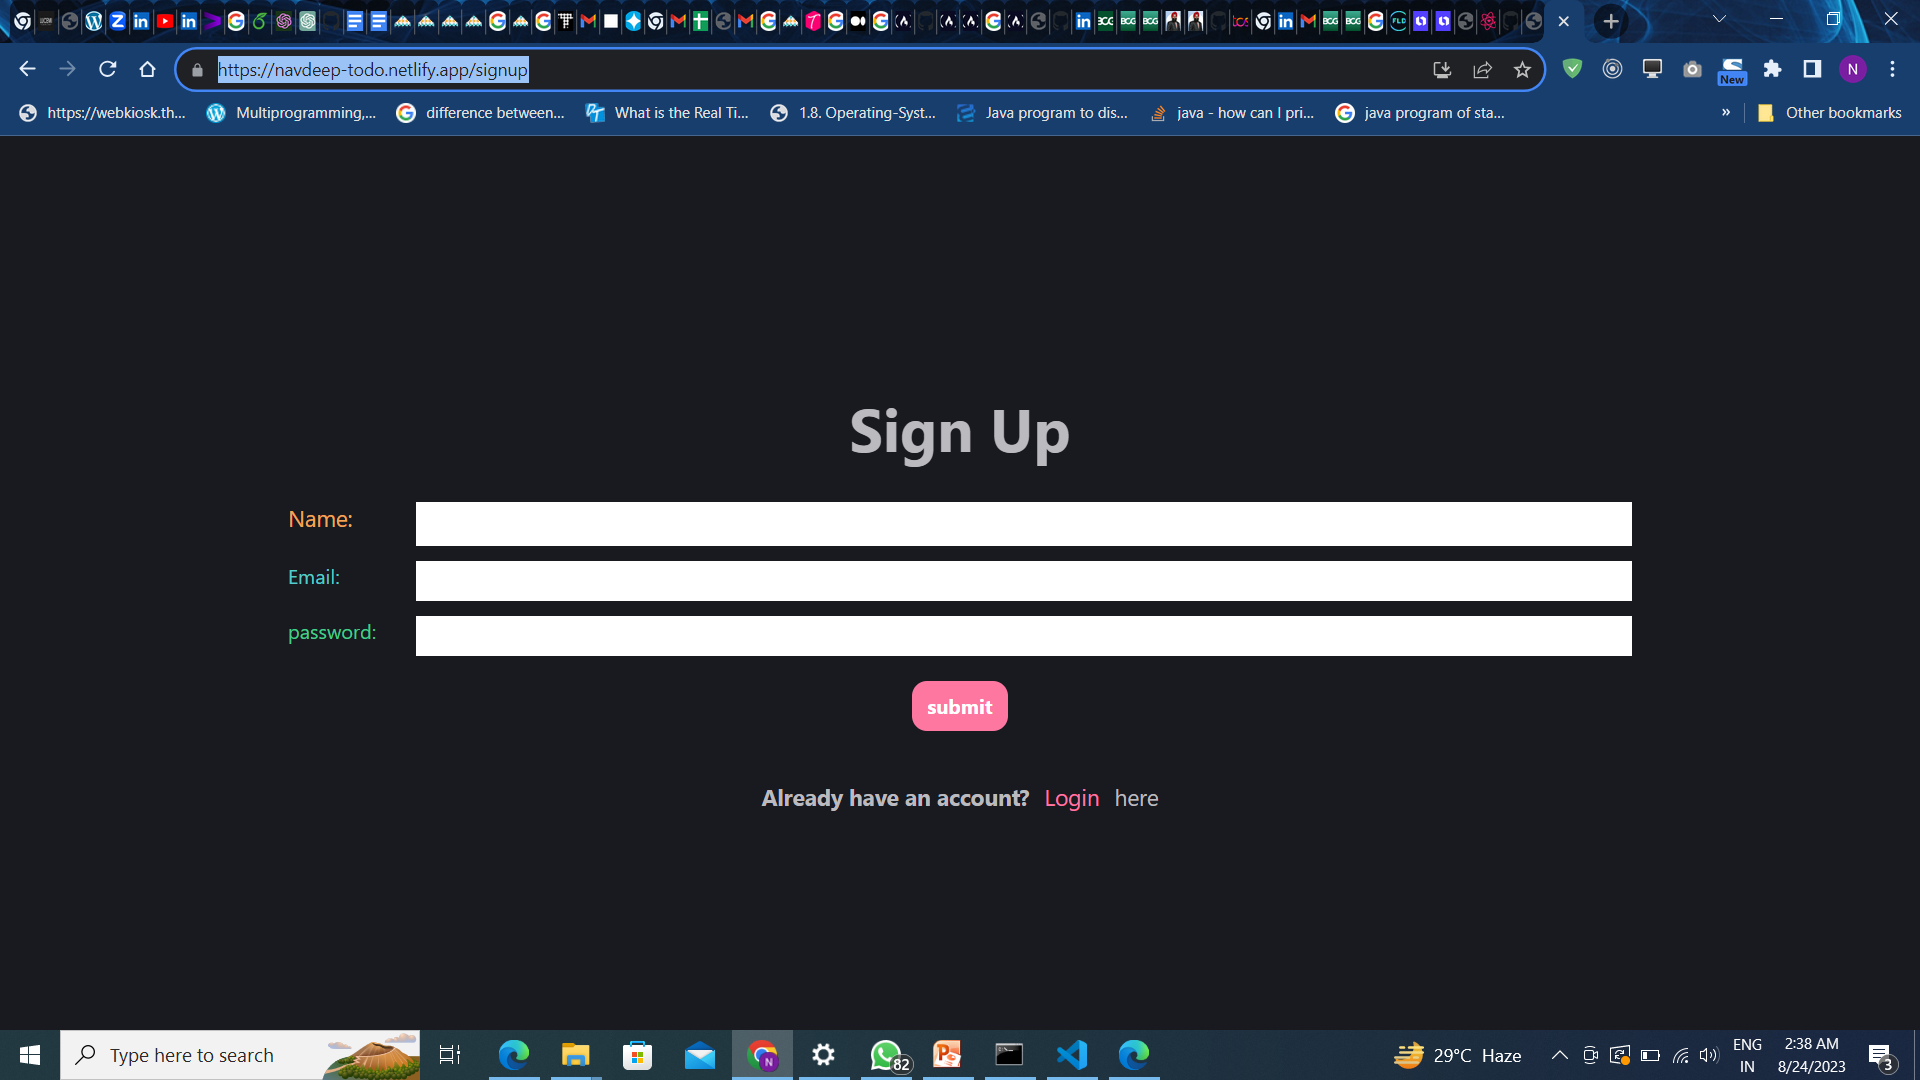 https://navdeep-todo.netlify.app/signup
New
N
https://webkiosk.th...
Multiprogramming,...
difference between...
What is the Real Ti...
1.8. Operating-Syst...
Java program to dis...
java - how can I pri...
java program of sta...
»
Other bookmarks
Sign Up
Name:
Email:
password:
submit
Already have an account? Login here
Type here to search
82
29°C Haze
ENG
IN
2:38 AM
8/24/2023
3